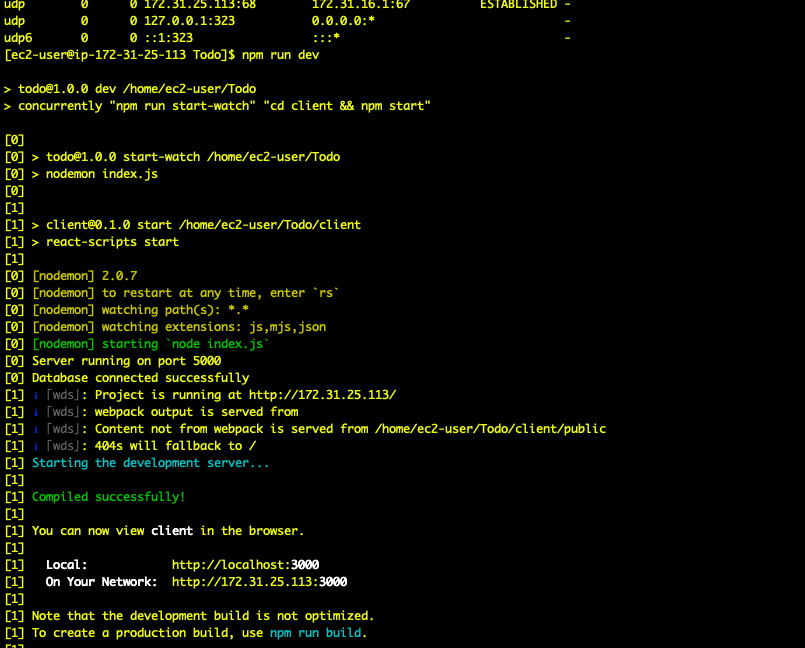 udp        0      0 172.31.25.113:68        172.31.16.1:67          ESTABLISHED -
udp        0      0 127.0.0.1:323           0.0.0.0:*                           -
udp6       0      0 ::1:323                 :::*                                -
[ec2-user@ip-172-31-25-113 Todo]$ npm run dev
> todo@1.0.0 dev /home/ec2-user/Todo
> concurrently "npm run start-watch" "cd client && npm start"
[0]
[0] > todo@1.0.0 start-watch /home/ec2-user/Todo
[0] > nodemon index.js
[0]
[1]
[1] > client@0.1.0 start /home/ec2-user/Todo/client
[1] > react-scripts start
[1]
[0] [nodemon] 2.0.7
[0] [nodemon] to restart at any time, enter `rs`
[0] [nodemon] watching path(s): *.*
[0] [nodemon] watching extensions: js,mjs,json
[0] [nodemon] starting `node index.js`
[0] Server running on port 5000
[0] Database connected successfully
[1] ℹ ｢wds｣: Project is running at http://172.31.25.113/
[1] ℹ ｢wds｣: webpack output is served from
[1] ℹ ｢wds｣: Content not from webpack is served from /home/ec2-user/Todo/client/public
[1] ℹ ｢wds｣: 404s will fallback to /
[1] Starting the development server...
[1]
[1] Compiled successfully!
[1]
[1] You can now view client in the browser.
[1]
[1]   Local:            http://localhost:3000
[1]   On Your Network:  http://172.31.25.113:3000
[1]
[1] Note that the development build is not optimized.
[1] To create a production build, use npm run build.
[1]